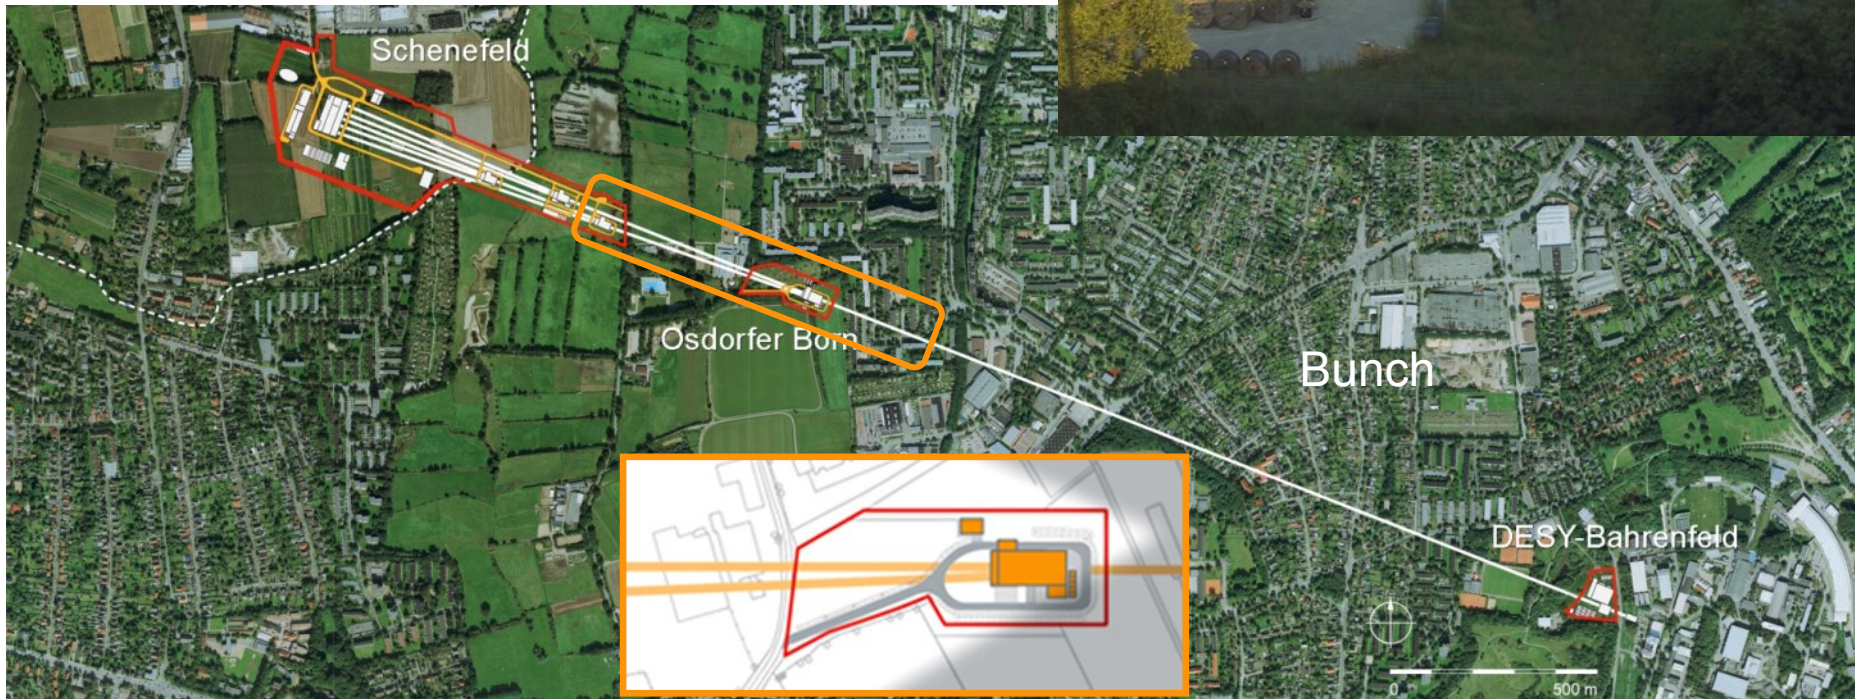 Schenefeld
Osdorfer Born
Bunch
DESY-Bahrenfeld
0 500 m